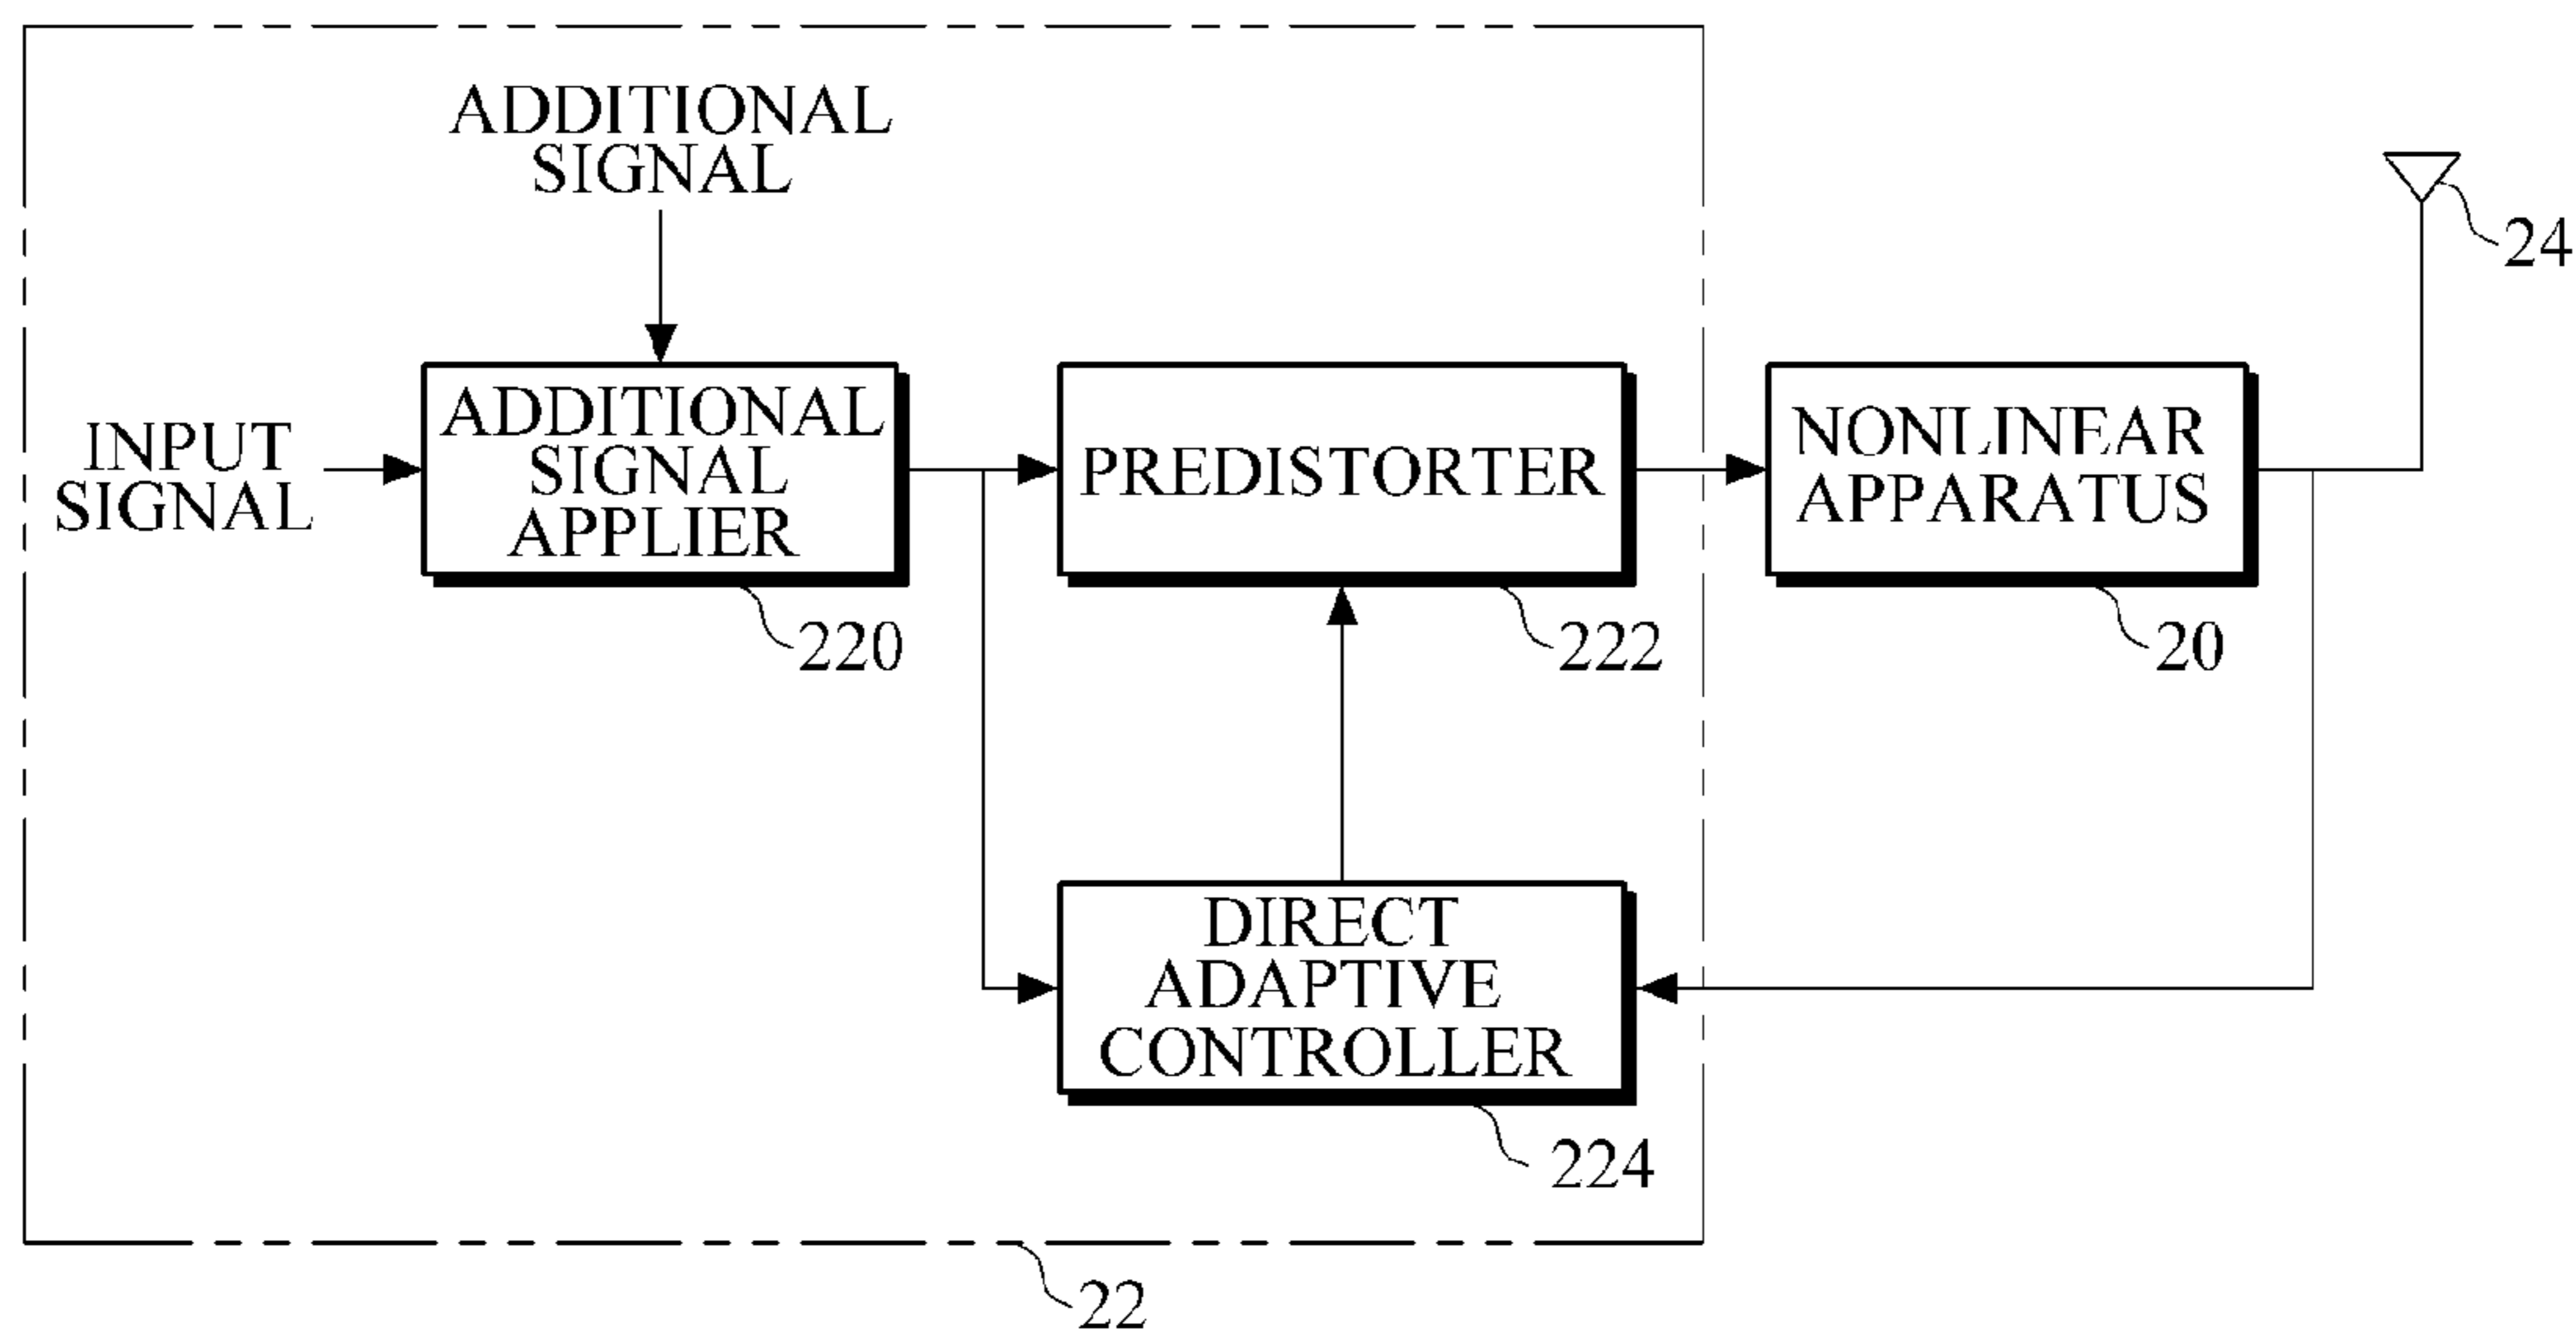 ADDITIONAL
SIGNAL
24
INPUT
SIGNAL
ADDITIONAL
SIGNAL
APPLIER
220
PREDISTORTER
222
NONLINEAR
APPARATUS
20
DIRECT
ADAPTIVE
CONTROLLER
224
22